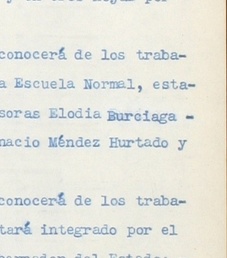 conocerá de los traba-
a Escuela Normal, esta-
soras Elodia Burciaga -
nacio Méndez Hurtado y
conocerá de los traba-
tará integrado por el